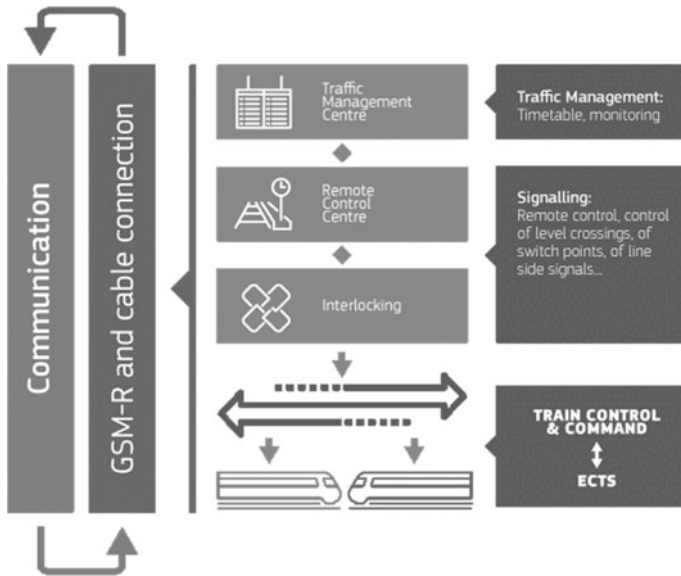 Communication
GSM-R and cable connection
Traffic
Management
Centre
Traffic Management:
Timetable, monitoring
Remote
Control
Centre
Signalling:
Remote control, control
of level crossings, of
switch points, of line
side signals...
Interlocking
TRAIN CONTROL
& COMMAND
ECTS